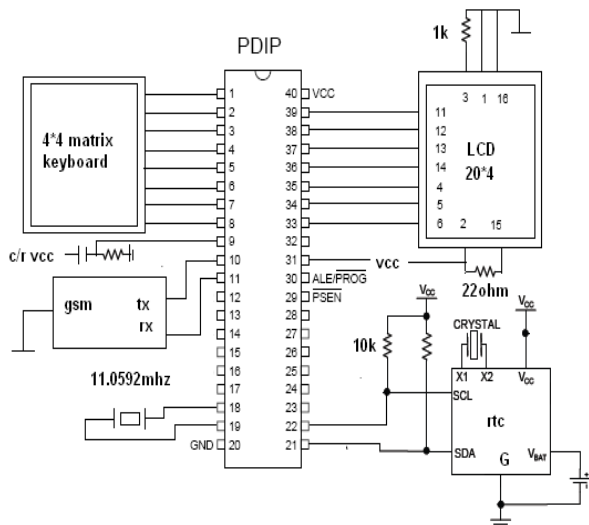 1k
PDIP
1 40 VCC
2 39
3 38
4 37
5 36
6 35
7 34
8 33
9 32
10 31
11 30 ALE/PROG
12 29 PSEN
13 28
14 27
15 26
16 25
17 24
18 23
19 22
GND 20 21
4*4 matrix
keyboard
c/r vcc
gsm tx
rx
11.0592mhz
3 1 16
11
12
13
14
4
5
6
LCD
20*4
2 15
vcc
22ohm
VCC
10k
CRYSTAL
VCC
X1 X2 VCC
SCL
rtc
SDA
G VBAT
+